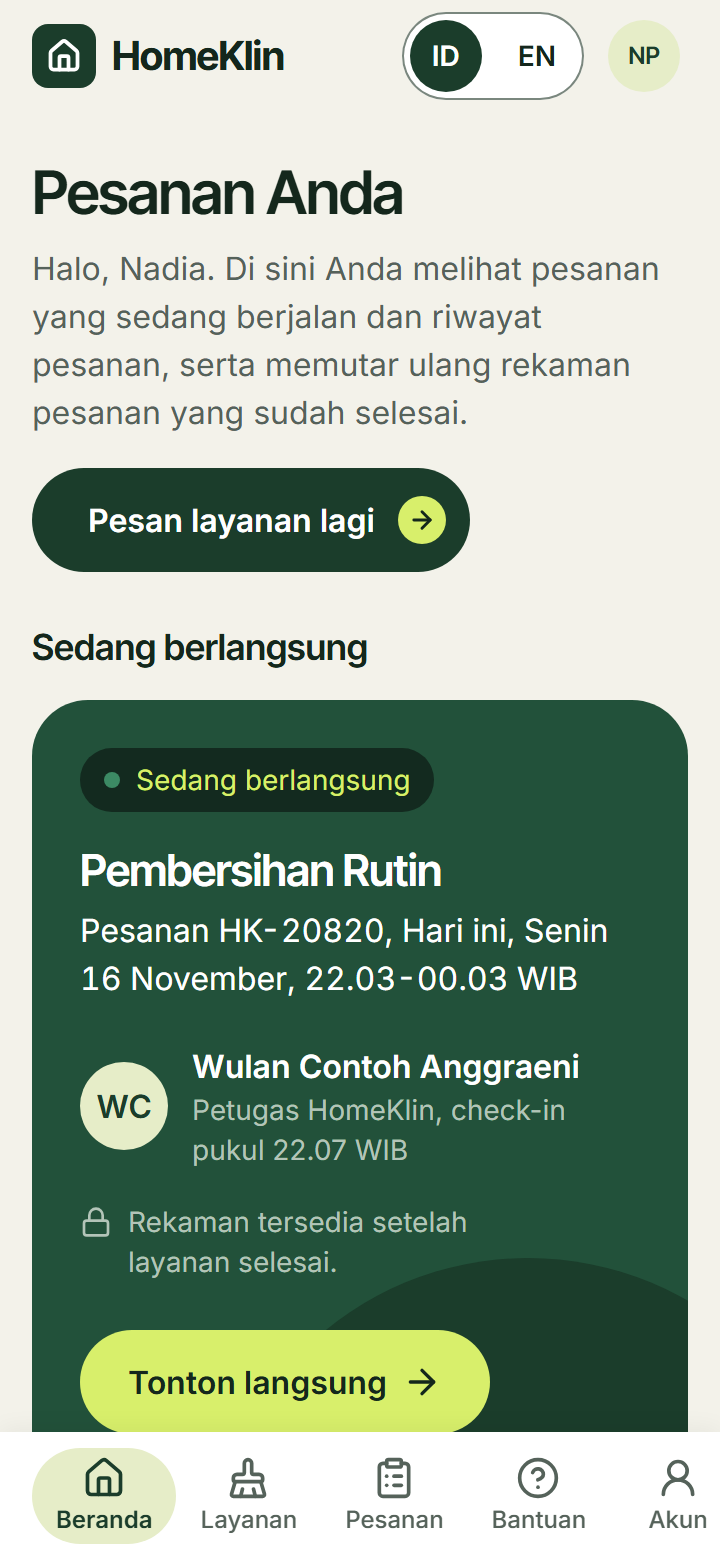 HomeKlin
ID
EN
NP
Pesanan Anda
Halo, Nadia. Di sini Anda melihat pesanan
yang sedang berjalan dan riwayat
pesanan, serta memutar ulang rekaman
pesanan yang sudah selesai.
Pesan layanan lagi
Sedang berlangsung
Sedang berlangsung
Pembersihan Rutin
Pesanan HK-20820, Hari ini, Senin
16 November, 22.03-00.03 WIB
WC
Wulan Contoh Anggraeni
Petugas HomeKlin, check-in
pukul 22.07 WIB
Rekaman tersedia setelah
layanan selesai.
Tonton langsung
Beranda
Layanan
Pesanan
Bantuan
Akun